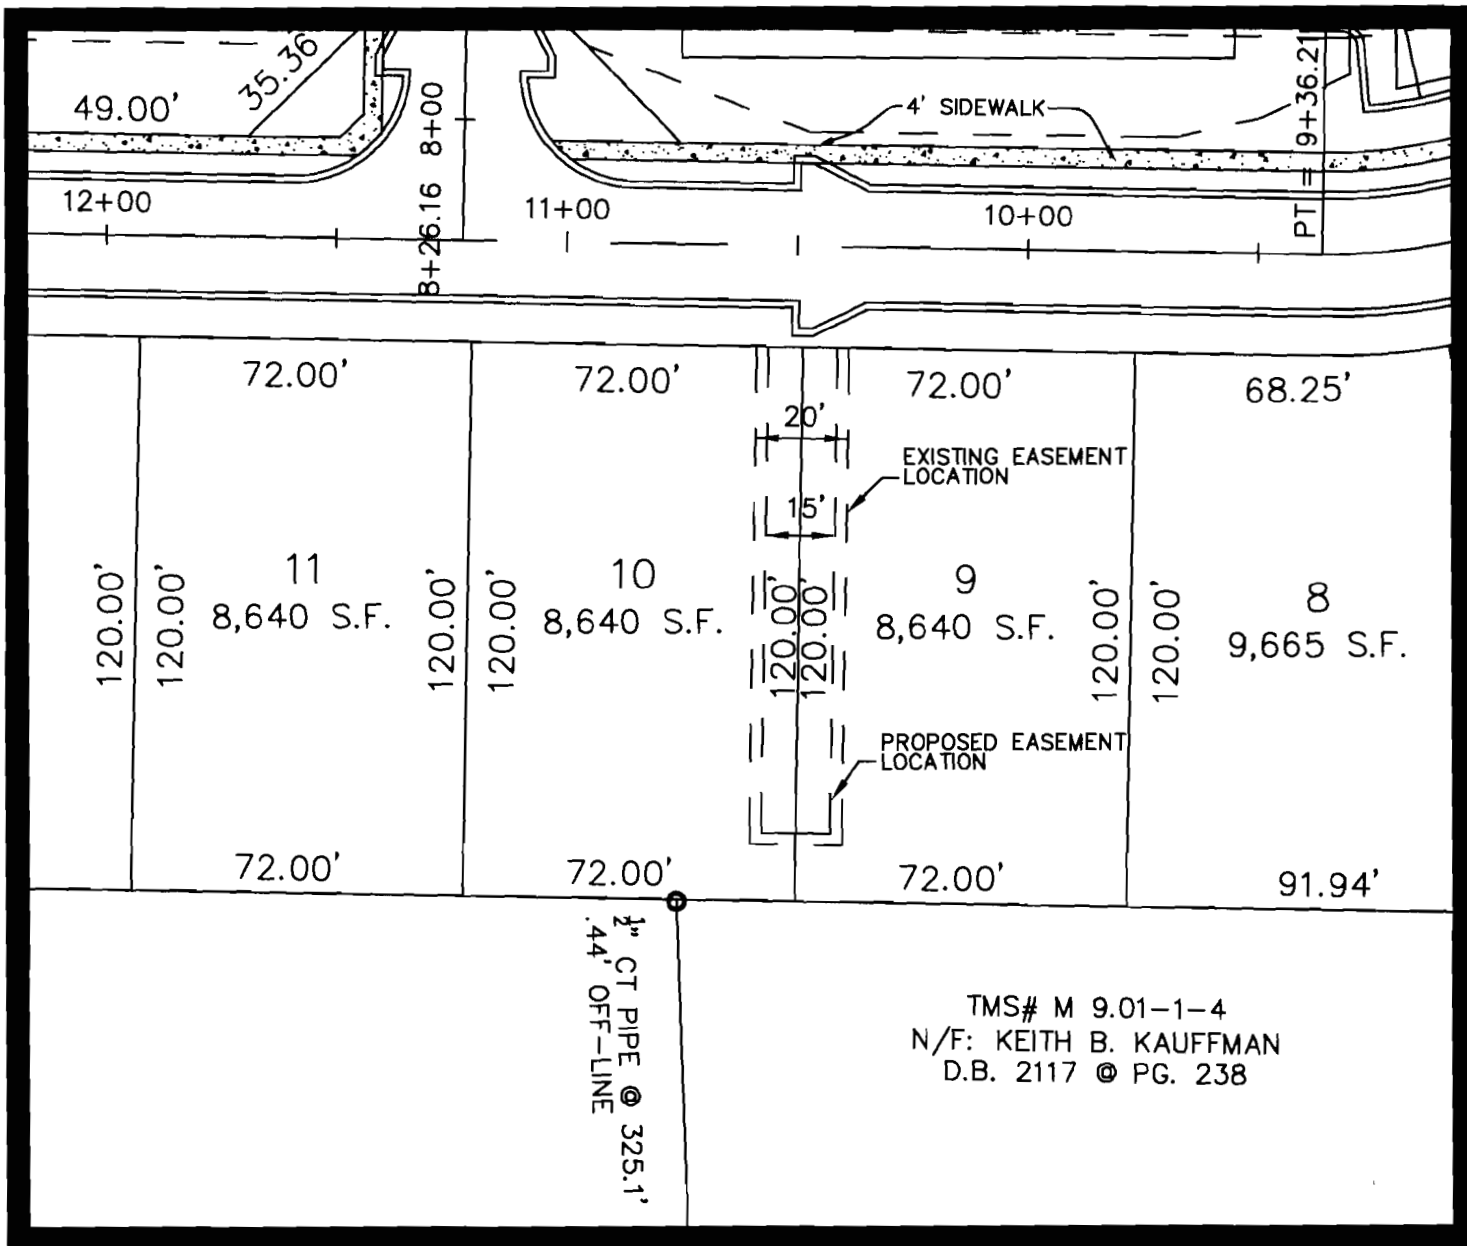 35.36
49.00'
8+00
4' SIDEWALK
PT = 9+36.21
12+00
8+26.16
11+00
10+00
72.00'
72.00'
72.00'
68.25'
20'
EXISTING EASEMENT
LOCATION
15'
11
8,640 S.F.
10
8,640 S.F.
9
8,640 S.F.
8
9,665 S.F.
120.00'
120.00'
120.00'
120.00'
120.00'
120.00'
120.00'
120.00'
PROPOSED EASEMENT
LOCATION
72.00'
72.00'
72.00'
91.94'
½" CT PIPE @ 325.1'
.44' OFF-LINE
TMS# M 9.01-1-4
N/F: KEITH B. KAUFFMAN
D.B. 2117 @ PG. 238